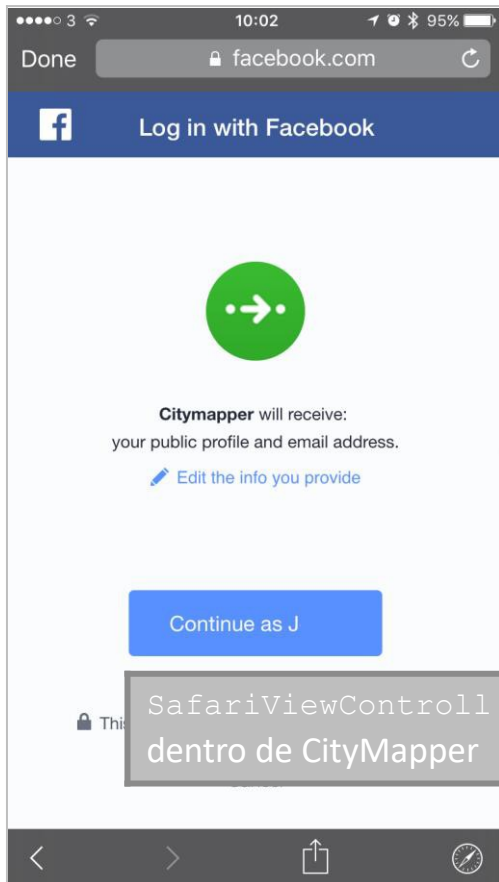 3 10:02 95%
Done facebook.com
f Log in with Facebook
Citymapper will receive:
your public profile and email address.
Edit the info you provide
Continue as J
SafariViewControll
Thi
dentro de CityMapper